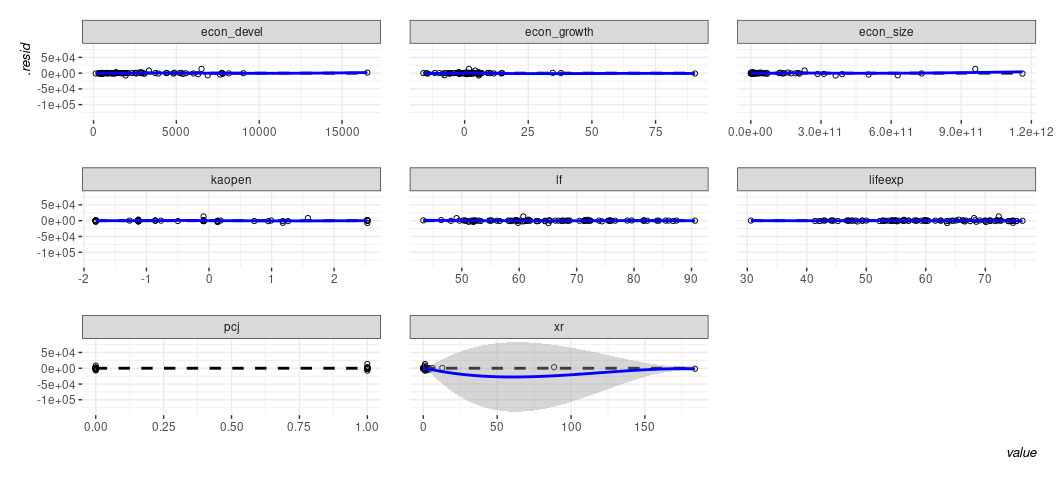 econ_devel econ_growth econ_size
.resid
5e+04
0e+00
-5e+04
-1e+05
0 5000 10000 15000 0 25 50 75 0.0e+00 3.0e+11 6.0e+11 9.0e+11 1.2e+12
kaopen lf lifeexp
5e+04
0e+00
-5e+04
-1e+05
-2 -1 0 1 2 50 60 70 80 90 30 40 50 60 70
pcj xr
5e+04
0e+00
-5e+04
-1e+05
0.00 0.25 0.50 0.75 1.00 0 50 100 150
value